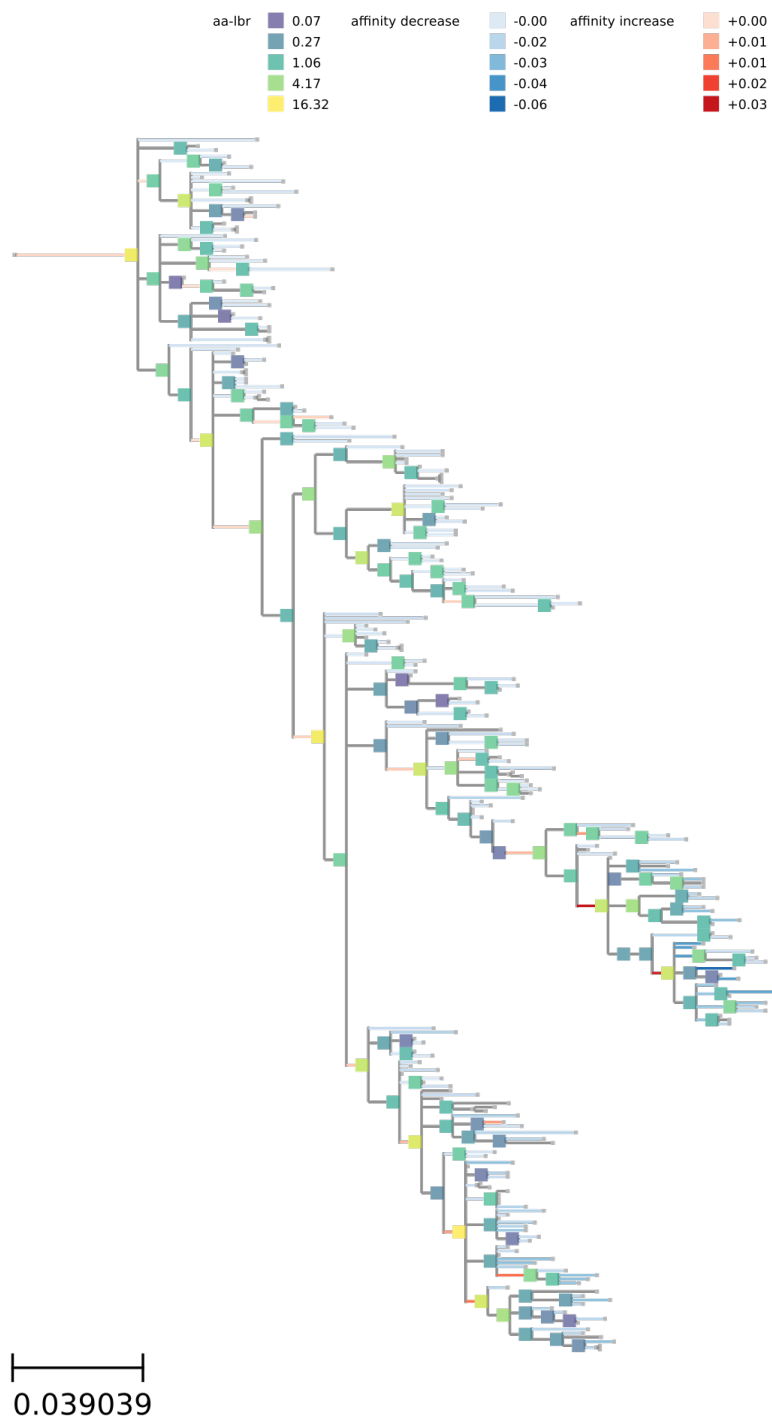 aa-lbr 0.07 affinity decrease -0.00 affinity increase +0.00
0.27 -0.02 +0.01
1.06 -0.03 +0.01
4.17 -0.04 +0.02
16.32 -0.06 +0.03
0.039039